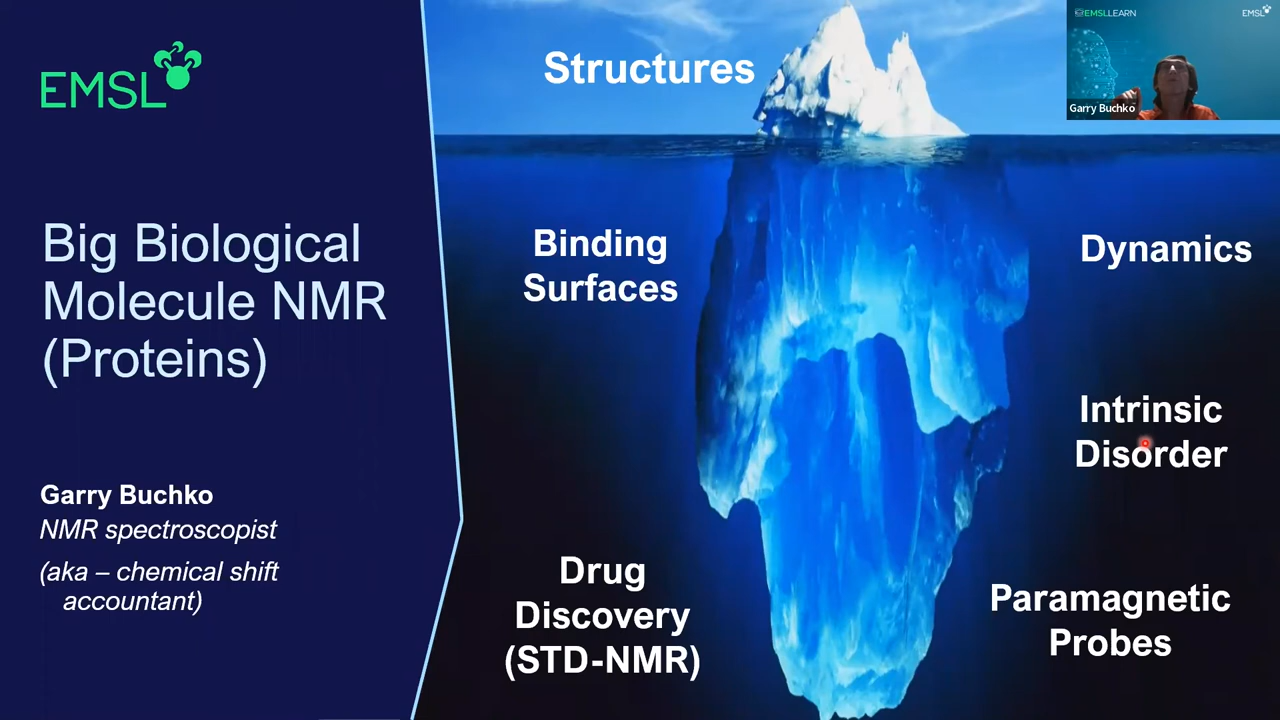 EMSL
Big Biological
Molecule NMR
(Proteins)
Garry Buchko
NMR spectroscopist
(aka – chemical shift
accountant)
Structures
Binding
Surfaces
Dynamics
Intrinsic
Disorder
Drug
Discovery
(STD-NMR)
Paramagnetic
Probes
EMSLLEARN
EMSL
Garry Buchko